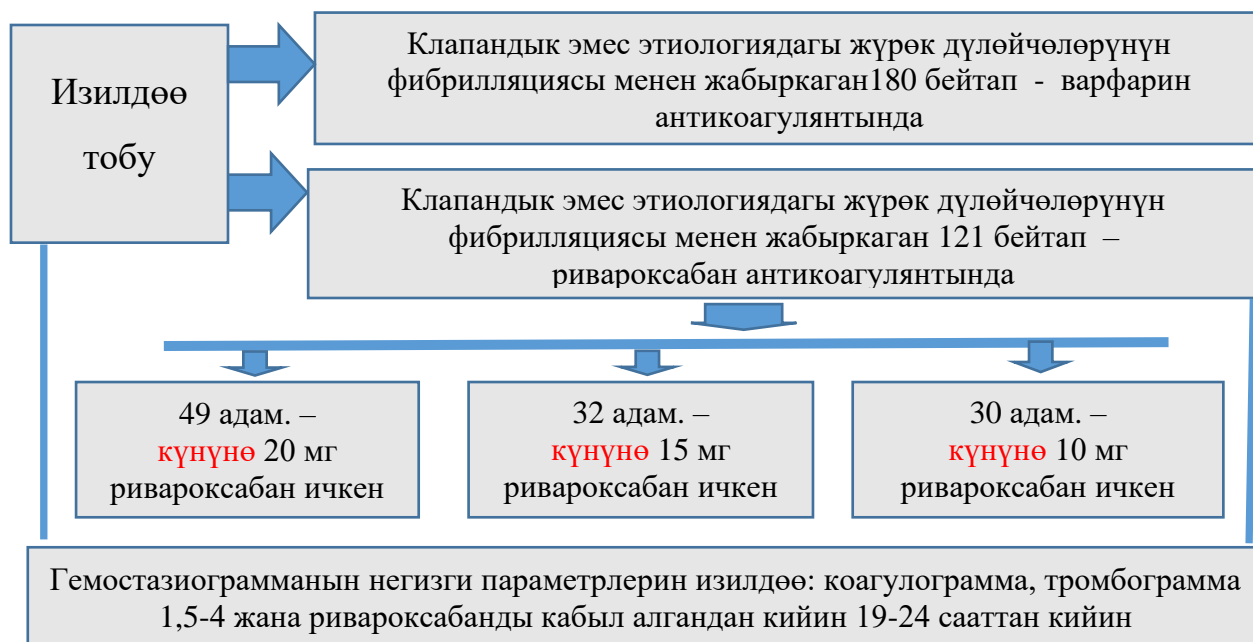 Изилдөө
тобу
Клапандык эмес этиологиядагы жүрөк дүлөйчөлөрүнүн
фибрилляциясы менен жабыркаган180 бейтап - варфарин
антикоагулянтында
Клапандык эмес этиологиядагы жүрөк дүлөйчөлөрүнүн
фибрилляциясы менен жабыркаган 121 бейтап –
ривароксабан антикоагулянтында
49 адам. –
күнүнө 20 мг
ривароксабан ичкен
32 адам. –
күнүнө 15 мг
ривароксабан ичкен
30 адам. –
күнүнө 10 мг
ривароксабан ичкен
Гемостазиограмманын негизги параметрлерин изилдөө: коагулограмма, тромбограмма
1,5-4 жана ривароксабанды кабыл алгандан кийин 19-24 сааттан кийин